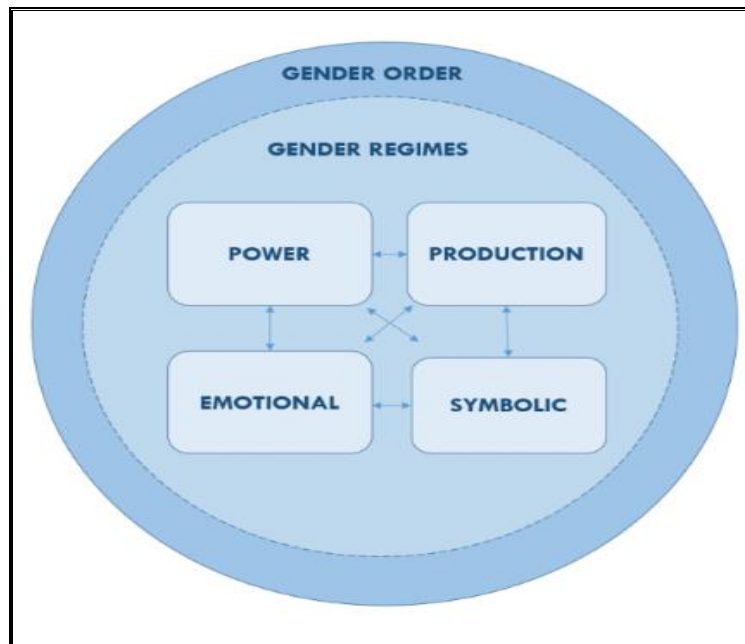 GENDER ORDER
GENDER REGIMES
POWER
PRODUCTION
EMOTIONAL
SYMBOLIC